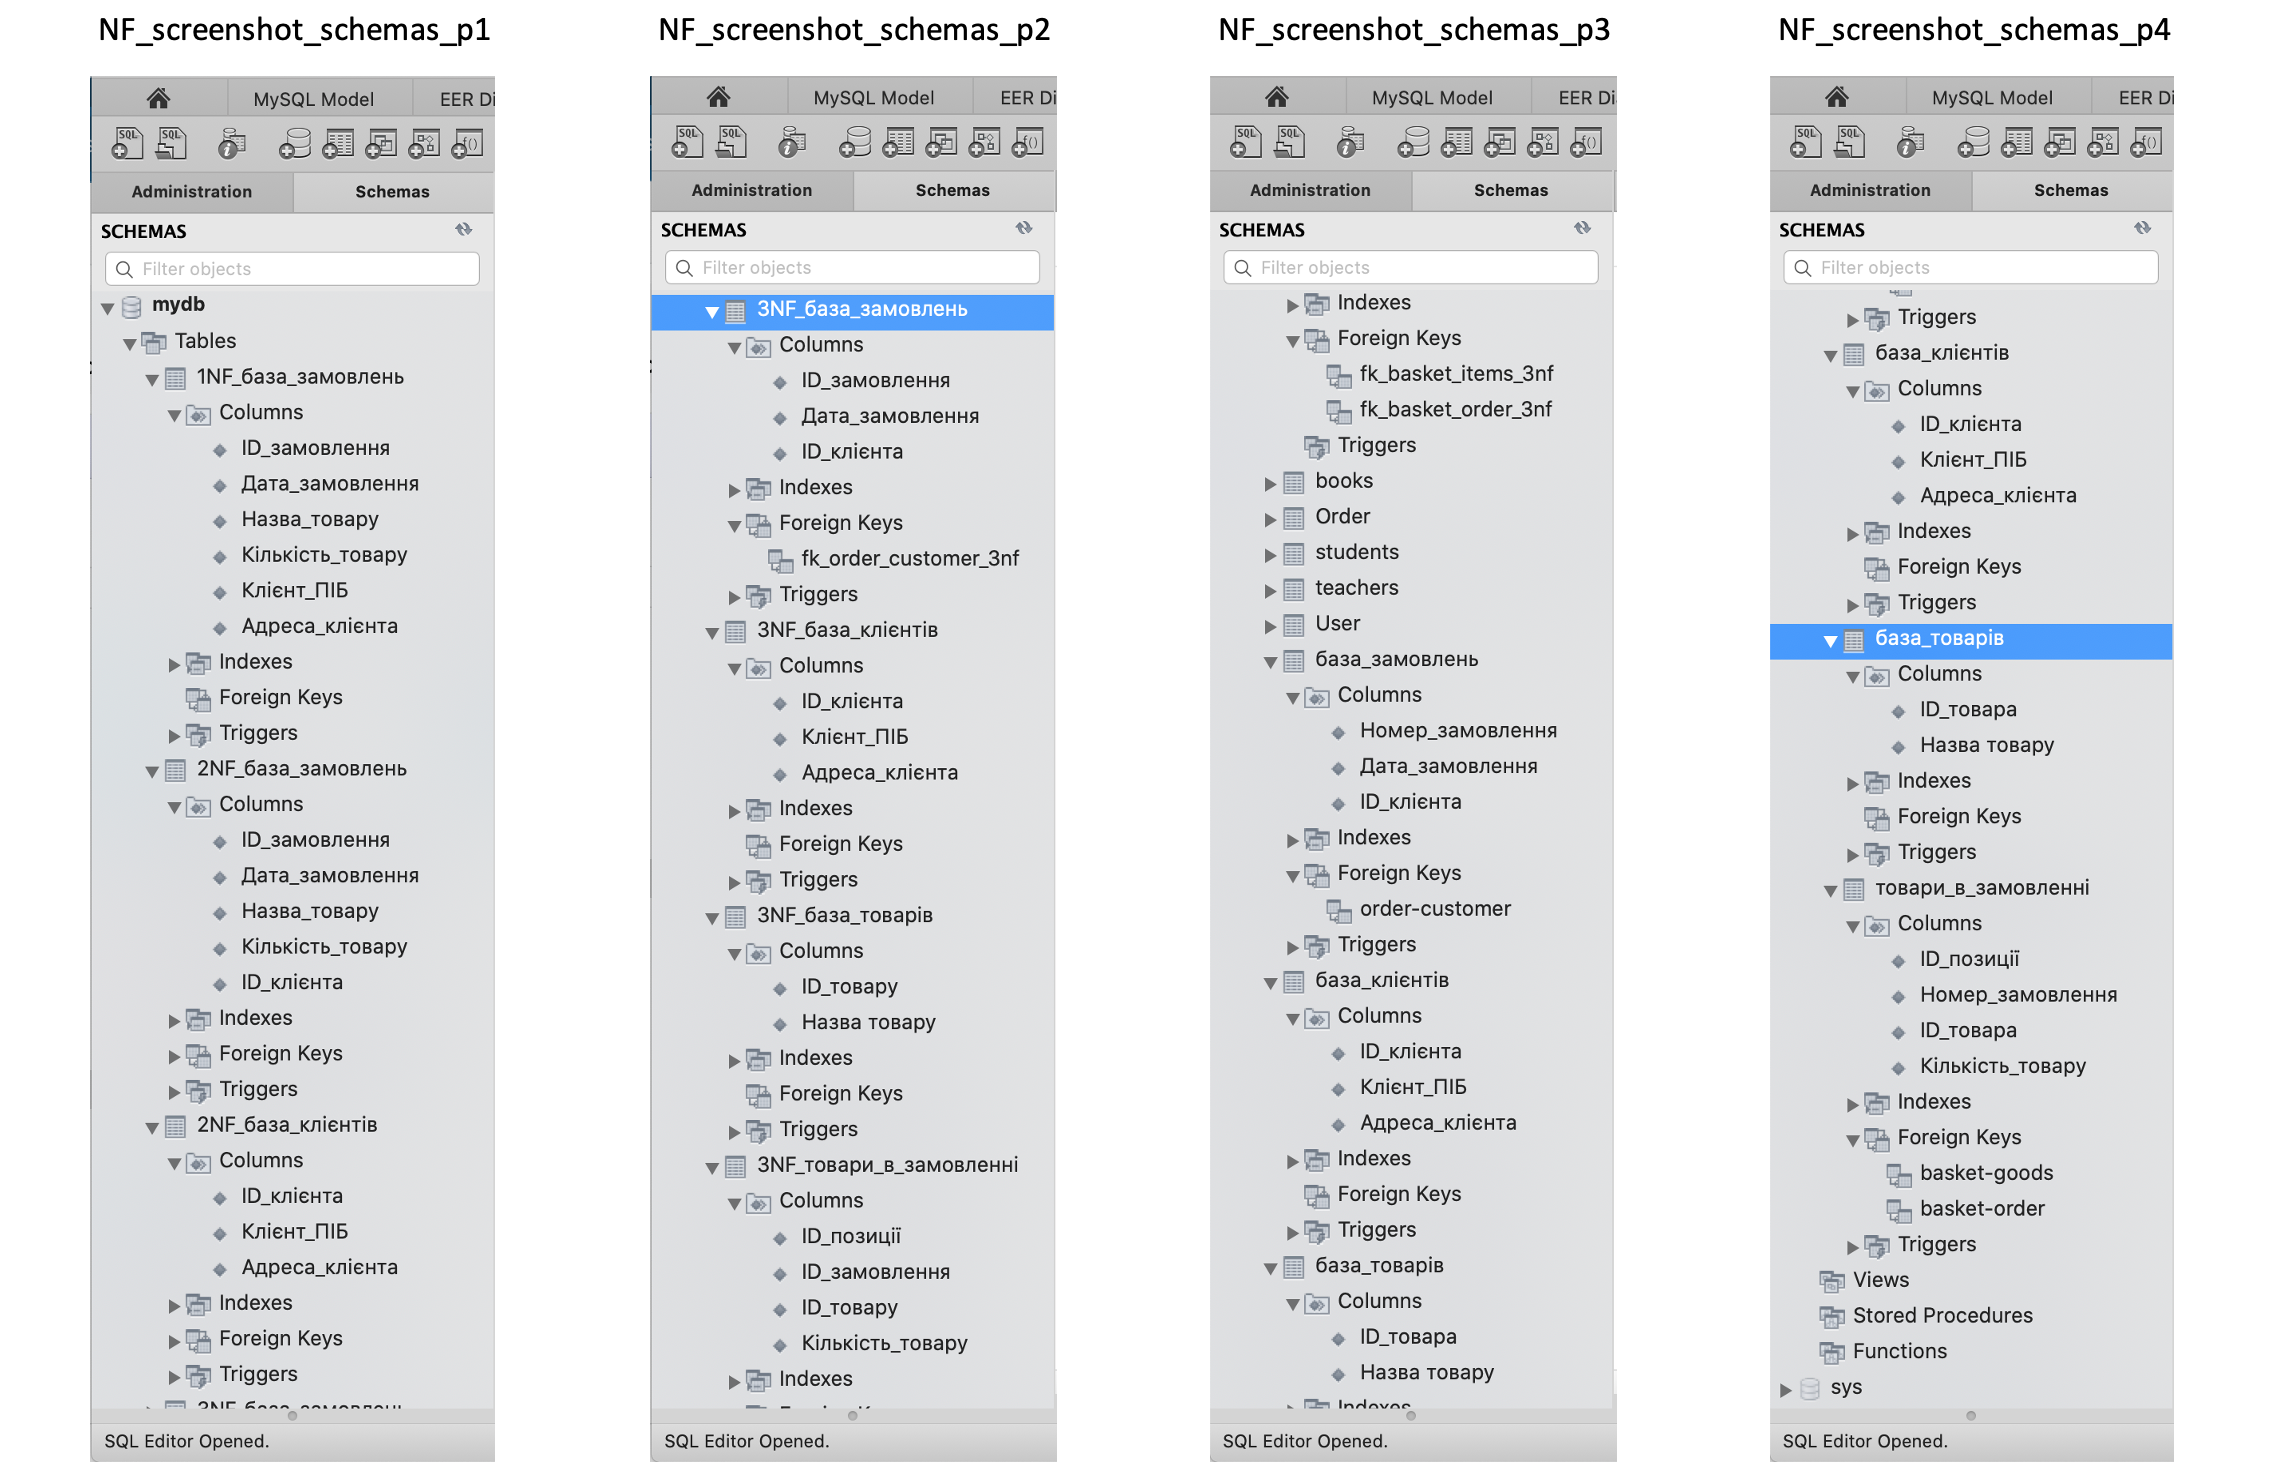 NF_screenshot_schemas_p1
MySQL Model
EER Di
Administration
Schemas
SCHEMAS
Filter objects
mydb
Tables
1NF_база_замовлень
Columns
ID_замовлення
Дата_замовлення
Назва_товару
Кількість_товару
Клієнт_ПІБ
Адреса_клієнта
Indexes
Foreign Keys
Triggers
2NF_база_замовлень
Columns
ID_замовлення
Дата_замовлення
Назва_товару
Кількість_товару
ID_клієнта
Indexes
Foreign Keys
Triggers
2NF_база_клієнтів
Columns
ID_клієнта
Клієнт_ПІБ
Адреса_клієнта
Indexes
Foreign Keys
Triggers
3NF_база_замовлень
SQL Editor Opened.
NF_screenshot_schemas_p2
MySQL Model
EER Di
Administration
Schemas
SCHEMAS
Filter objects
3NF_база_замовлень
Columns
ID_замовлення
Дата_замовлення
ID_клієнта
Indexes
Foreign Keys
fk_order_customer_3nf
Triggers
3NF_база_клієнтів
Columns
ID_клієнта
Клієнт_ПІБ
Адреса_клієнта
Indexes
Foreign Keys
Triggers
3NF_база_товарів
Columns
ID_товару
Назва товару
Indexes
Foreign Keys
Triggers
3NF_товари_в_замовленні
Columns
ID_позиції
ID_замовлення
ID_товару
Кількість_товару
Indexes
SQL Editor Opened.
NF_screenshot_schemas_p3
MySQL Model
EER Di
Administration
Schemas
SCHEMAS
Filter objects
Indexes
Foreign Keys
fk_basket_items_3nf
fk_basket_order_3nf
Triggers
books
Order
students
teachers
User
база_замовлень
Columns
Номер_замовлення
Дата_замовлення
ID_клієнта
Indexes
Foreign Keys
order-customer
Triggers
база_клієнтів
Columns
ID_клієнта
Клієнт_ПІБ
Адреса_клієнта
Indexes
Foreign Keys
Triggers
база_товарів
Columns
ID_товара
Назва товару
Indexes
SQL Editor Opened.
NF_screenshot_schemas_p4
MySQL Model
EER Di
Administration
Schemas
SCHEMAS
Filter objects
Triggers
база_клієнтів
Columns
ID_клієнта
Клієнт_ПІБ
Адреса_клієнта
Indexes
Foreign Keys
Triggers
база_товарів
Columns
ID_товара
Назва товару
Indexes
Foreign Keys
Triggers
товари_в_замовленні
Columns
ID_позиції
Номер_замовлення
ID_товара
Кількість_товару
Indexes
Foreign Keys
basket-goods
basket-order
Triggers
Views
Stored Procedures
Functions
sys
SQL Editor Opened.